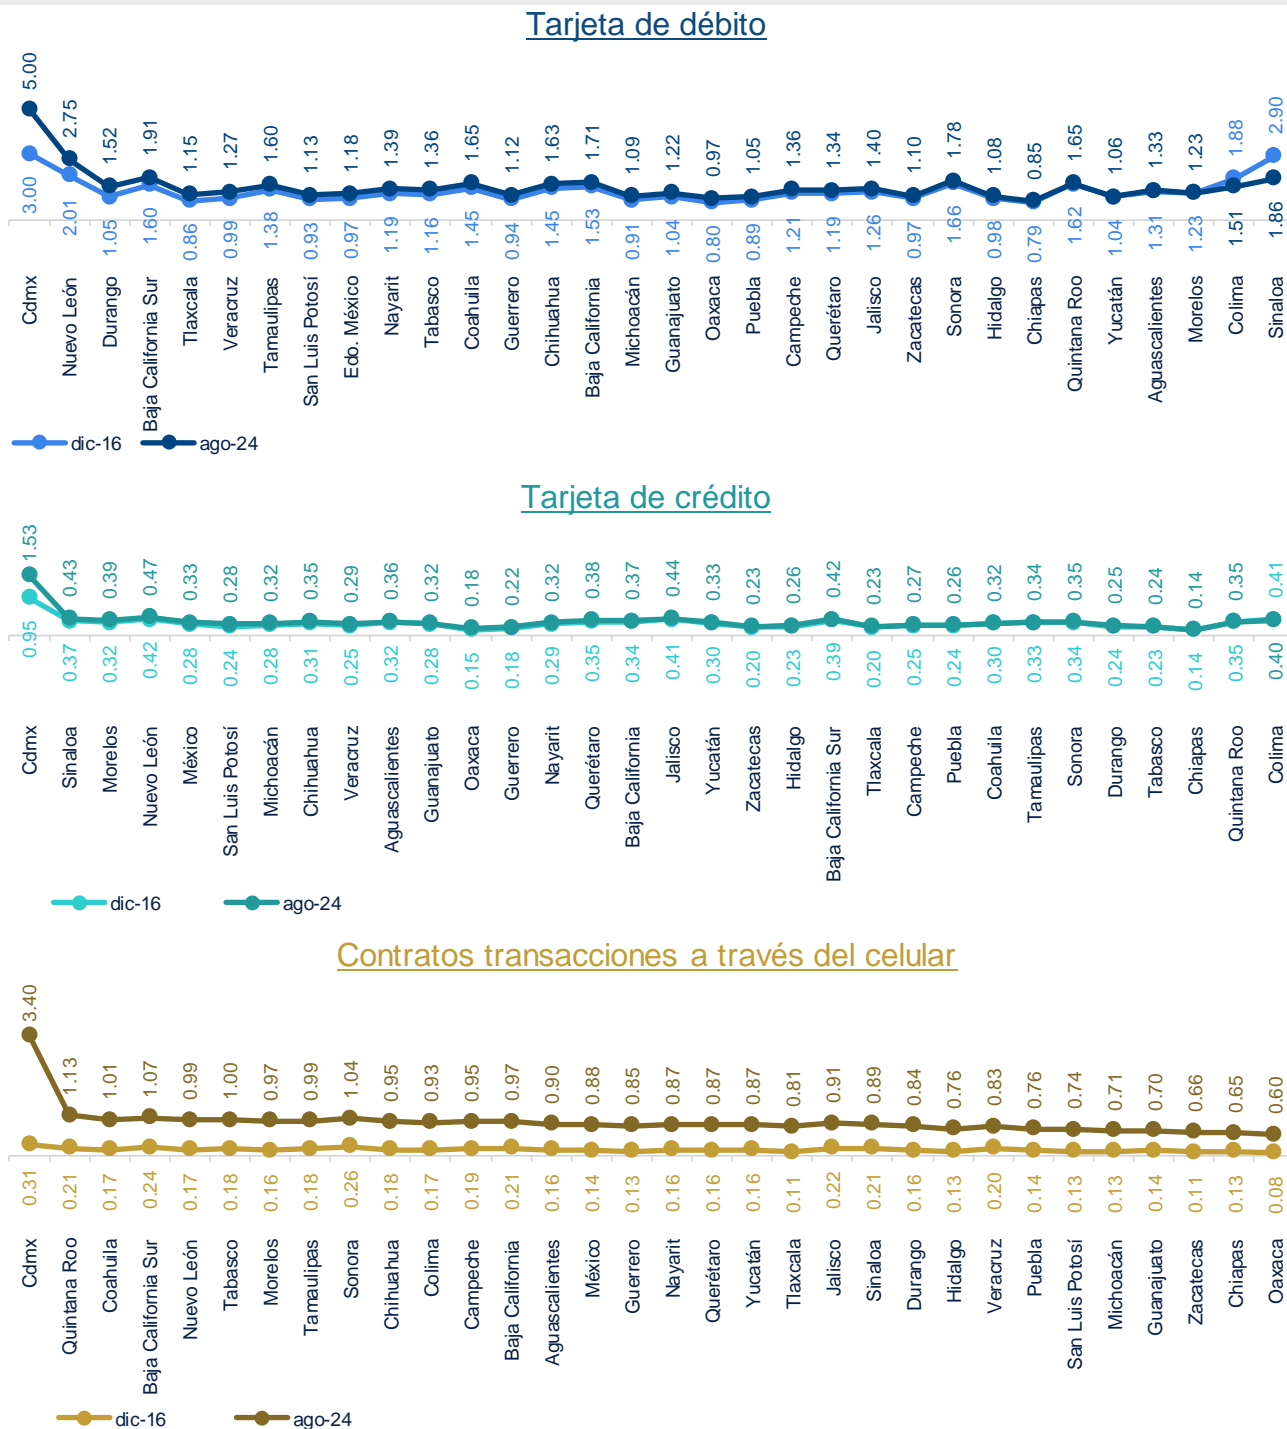 Tarjeta de débito
5.00 2.75 1.52 1.91 1.15 1.27 1.60 1.13 1.18 1.39 1.36 1.65 1.12 1.63 1.71 1.09 1.22 0.97 1.05 1.36 1.34 1.40 1.10 1.78 1.08 0.85 1.65 1.06 1.33 1.23 1.88 2.90
3.00 2.01 1.05 1.60 0.86 0.99 1.38 0.93 0.97 1.19 1.16 1.45 0.94 1.45 1.53 0.91 1.04 0.80 0.89 1.21 1.19 1.26 0.97 1.66 0.98 0.79 1.62 1.04 1.31 1.23 1.51 1.86
Cdmx
Nuevo León
Durango
Baja California Sur
Tlaxcala
Veracruz
Tamaulipas
San Luis Potosí
Edo. México
Nayarit
Tabasco
Coahuila
Guerrero
Chihuahua
Baja California
Michoacán
Guanajuato
Oaxaca
Puebla
Campeche
Querétaro
Jalisco
Zacatecas
Sonora
Hidalgo
Chiapas
Quintana Roo
Yucatán
Aguascalientes
Morelos
Colima
Sinaloa
dic-16 ago-24
Tarjeta de crédito
1.53 0.43 0.39 0.47 0.33 0.28 0.32 0.35 0.29 0.36 0.32 0.18 0.22 0.32 0.38 0.37 0.44 0.33 0.23 0.26 0.42 0.23 0.27 0.26 0.32 0.34 0.35 0.25 0.24 0.14 0.35 0.41
0.95 0.37 0.32 0.42 0.28 0.24 0.28 0.31 0.25 0.32 0.28 0.15 0.18 0.29 0.35 0.34 0.41 0.30 0.20 0.23 0.39 0.20 0.25 0.24 0.30 0.33 0.34 0.24 0.23 0.14 0.35 0.40
Cdmx
Sinaloa
Morelos
Nuevo León
México
San Luis Potosí
Michoacán
Chihuahua
Veracruz
Aguascalientes
Guanajuato
Oaxaca
Guerrero
Nayarit
Querétaro
Baja California
Jalisco
Yucatán
Zacatecas
Hidalgo
Baja California Sur
Tlaxcala
Campeche
Puebla
Coahuila
Tamaulipas
Sonora
Durango
Tabasco
Chiapas
Quintana Roo
Colima
dic-16 ago-24
Contratos transacciones a través del celular
3.40 1.13 1.01 1.07 0.99 1.00 0.97 0.99 1.04 0.95 0.93 0.95 0.97 0.90 0.88 0.85 0.87 0.87 0.87 0.81 0.91 0.89 0.84 0.76 0.83 0.76 0.74 0.71 0.70 0.66 0.65 0.60
0.31 0.21 0.17 0.24 0.17 0.18 0.16 0.18 0.26 0.18 0.17 0.19 0.21 0.16 0.14 0.13 0.16 0.16 0.16 0.11 0.22 0.21 0.16 0.13 0.20 0.14 0.13 0.13 0.14 0.11 0.13 0.08
Cdmx
Quintana Roo
Coahuila
Baja California Sur
Nuevo León
Tabasco
Morelos
Tamaulipas
Sonora
Chihuahua
Colima
Campeche
Baja California
Aguascalientes
México
Guerrero
Nayarit
Querétaro
Yucatán
Tlaxcala
Jalisco
Sinaloa
Durango
Hidalgo
Veracruz
Puebla
San Luis Potosí
Michoacán
Guanajuato
Zacatecas
Chiapas
Oaxaca
dic-16 ago-24